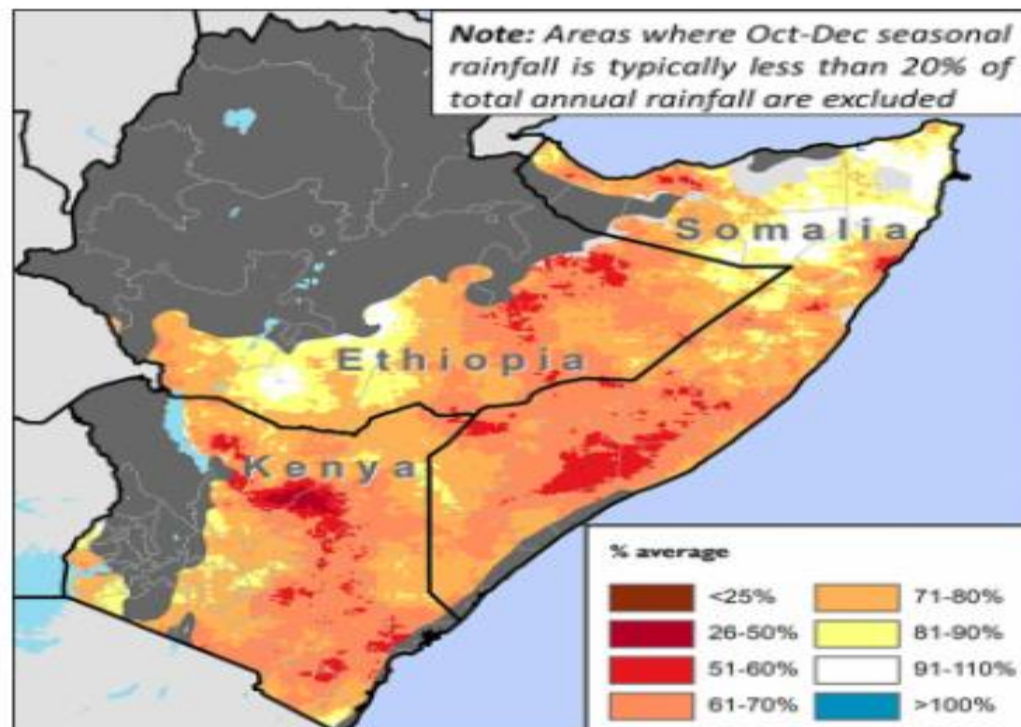 Note: Areas where Oct-Dec seasonal
rainfall is typically less than 20% of
total annual rainfall are excluded
Somalia
Ethiopia
Kenya
% average
<25%
26-50%
51-60%
61-70%
71-80%
81-90%
91-110%
>100%